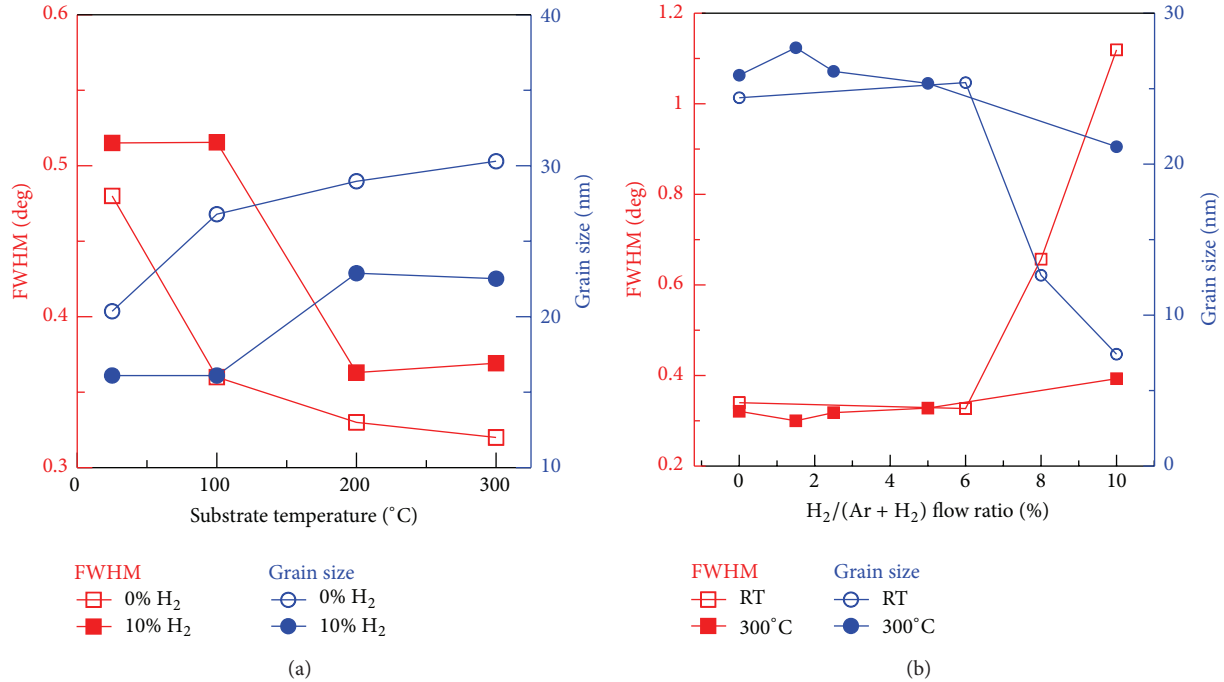 0.6
0.5
0.4
0.3
FWHM (deg)
40
30
20
10
Grain size (nm)
0
100
200
300
Substrate temperature (°C)
FWHM
0% H₂
10% H₂
Grain size
0% H₂
10% H₂
(a)
1.2
1
0.8
0.6
0.4
0.2
FWHM (deg)
30
20
10
0
Grain size (nm)
0
2
4
6
8
10
H₂/(Ar + H₂) flow ratio (%)
FWHM
RT
300°C
Grain size
RT
300°C
(b)